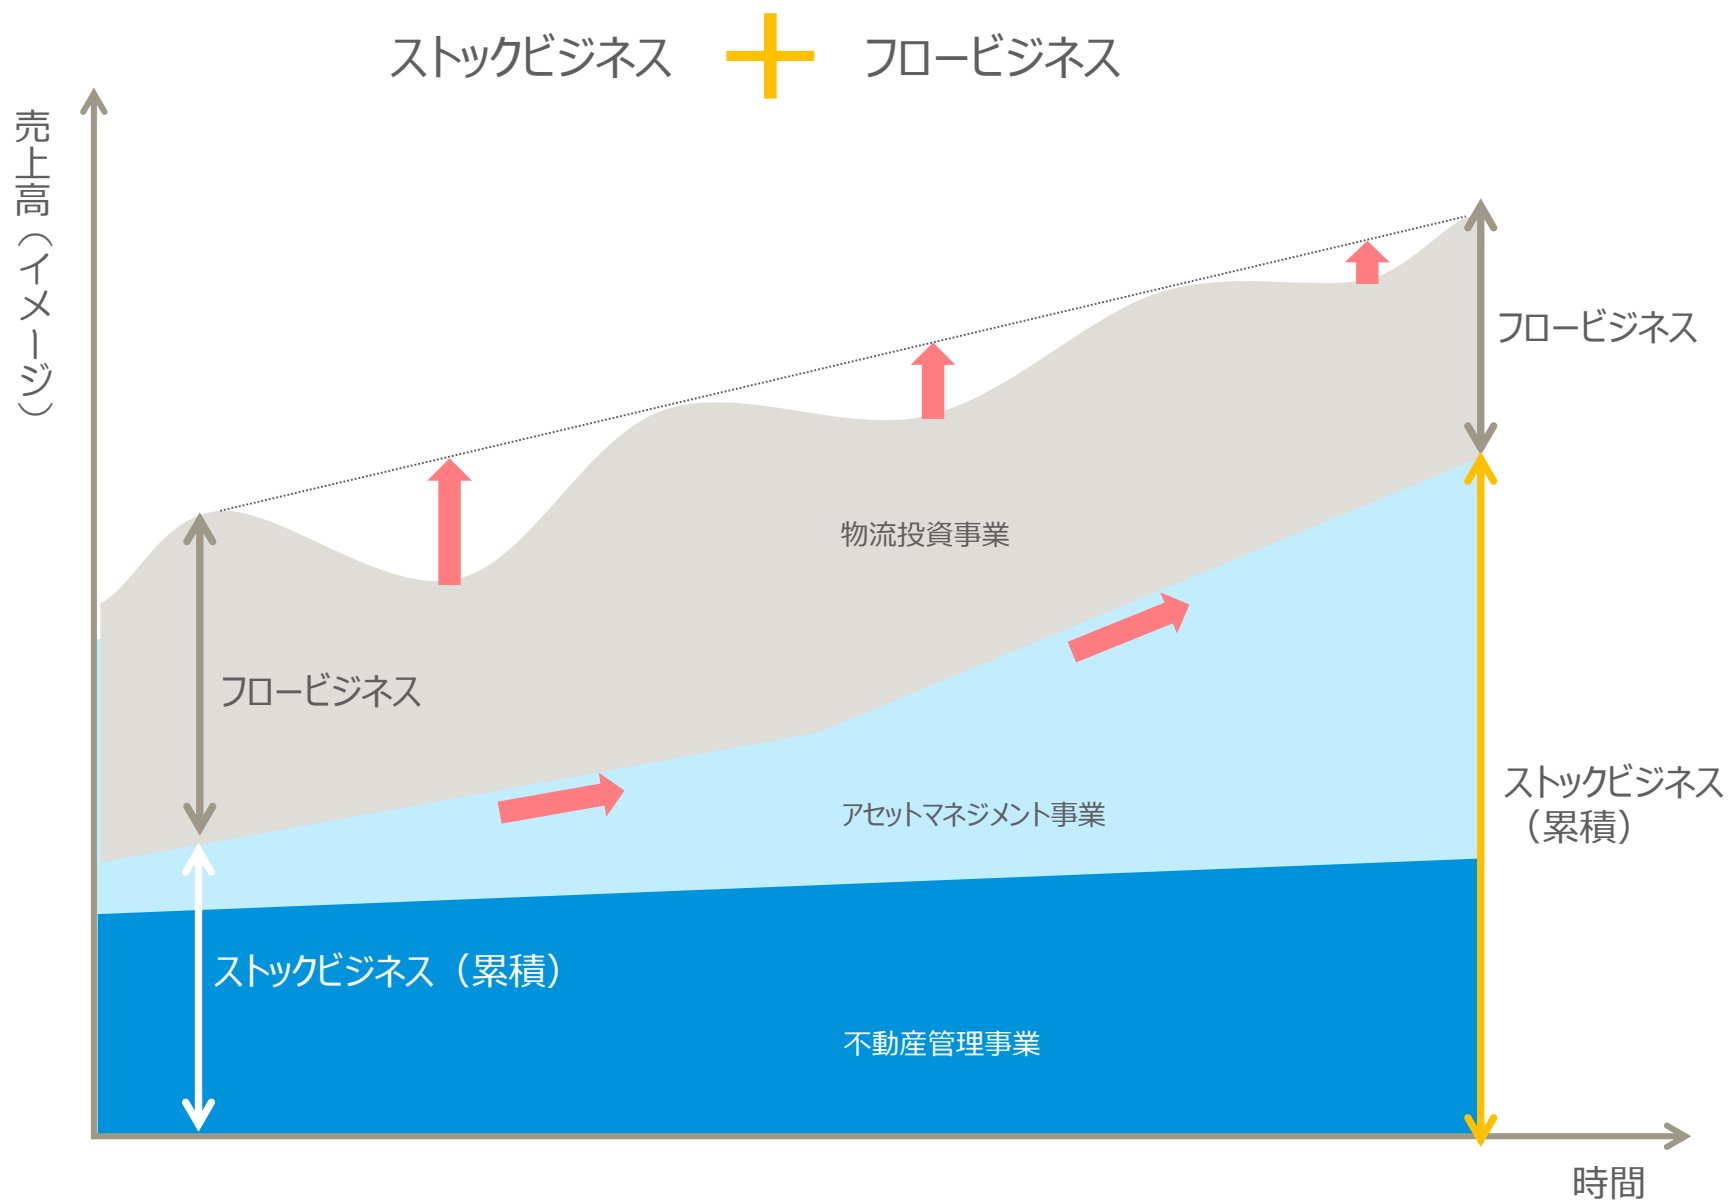 ストックビジネス
フロービジネス
売上高（イメージ）
フロービジネス
物流投資事業
フロービジネス
ストックビジネス
（累積）
アセットマネジメント事業
ストックビジネス（累積）
不動産管理事業
時間